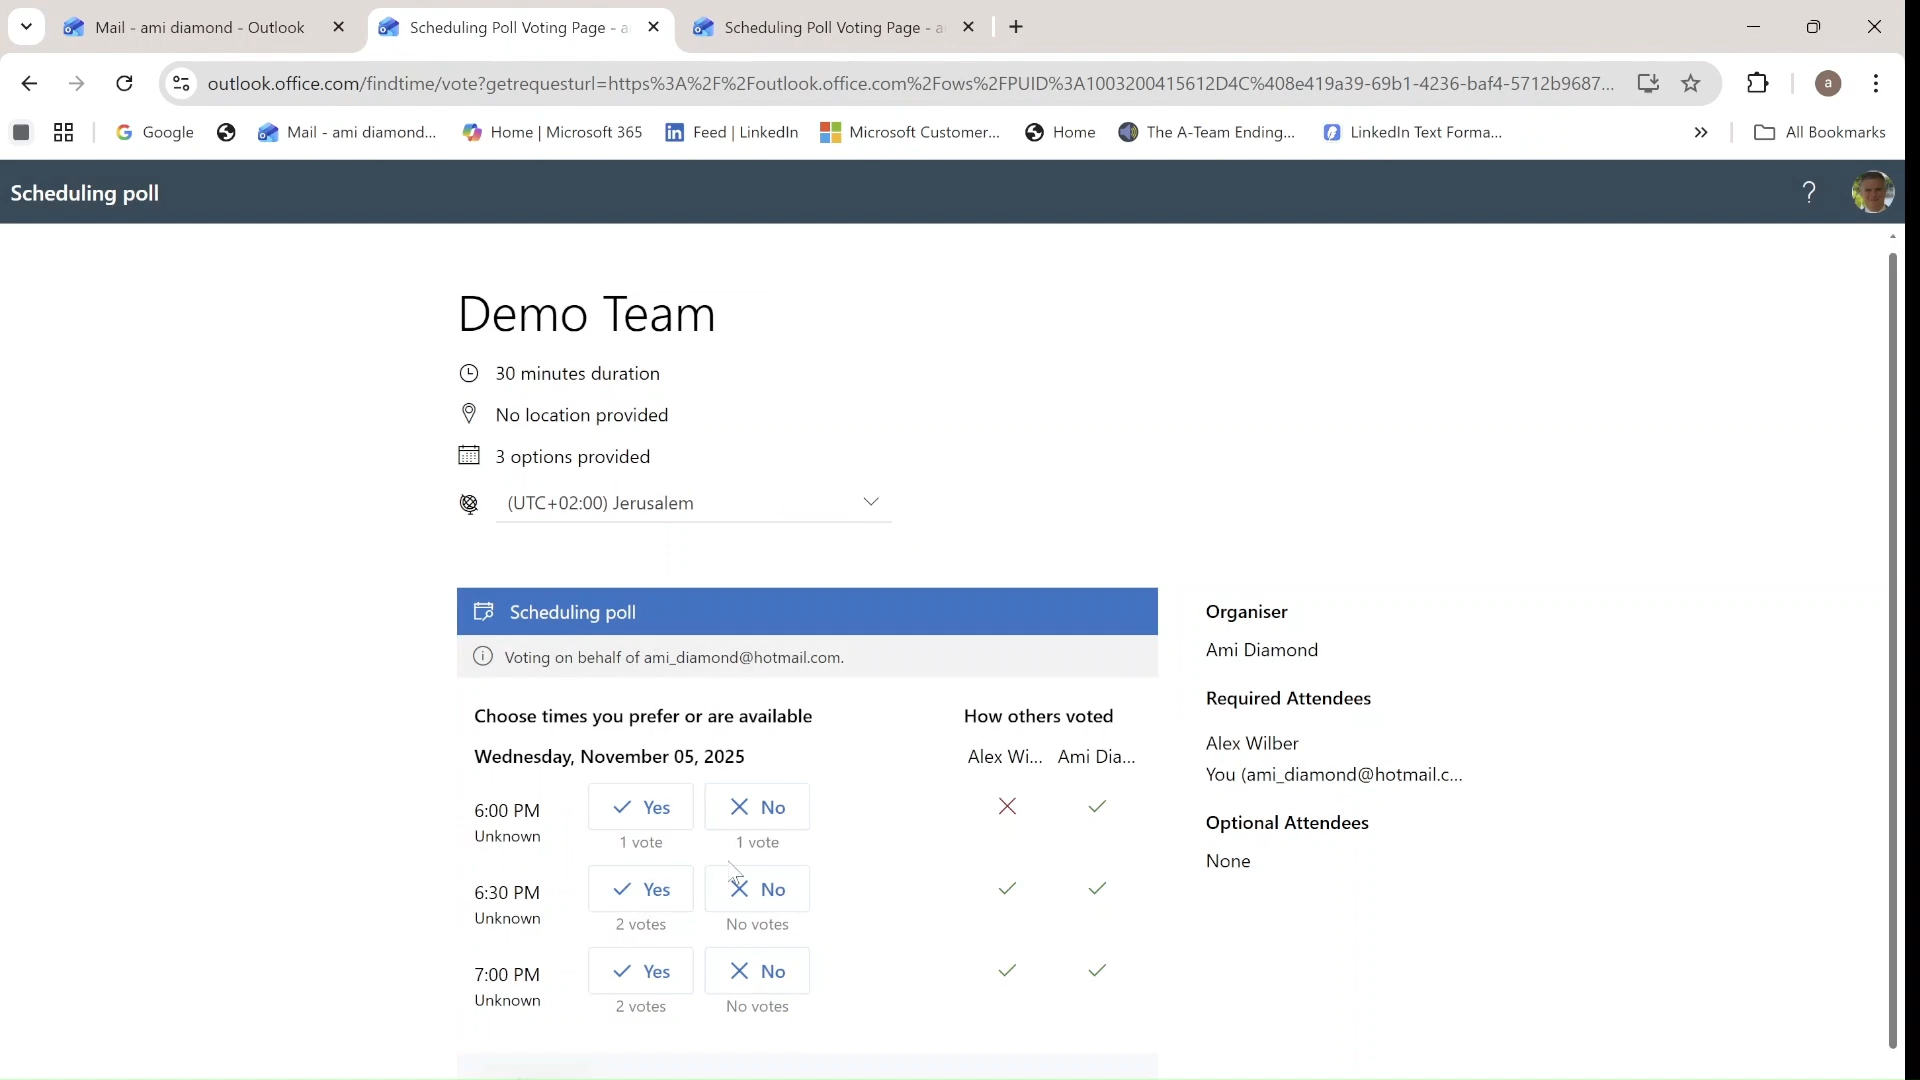 Mail - ami diamond - Outlook
Scheduling Poll Voting Page - a
Scheduling Poll Voting Page - a
outlook.office.com/findtime/vote?getrequesturl=https%3A%2F%2Foutlook.office.com%2Fows%2FPUID%3A1003200415612D4C%408e419a39-69b1-4236-baf4-5712b9687...
a
Google
Mail - ami diamond...
Home | Microsoft 365
Feed | LinkedIn
Microsoft Customer...
Home
The A-Team Ending...
LinkedIn Text Forma...
All Bookmarks
Scheduling poll
Demo Team
30 minutes duration
No location provided
3 options provided
(UTC+02:00) Jerusalem
Scheduling poll
Voting on behalf of ami_diamond@hotmail.com.
Choose times you prefer or are available
How others voted
Wednesday, November 05, 2025
Alex Wi... Ami Dia...
6:00 PM Yes No
Unknown 1 vote 1 vote
6:30 PM Yes No
Unknown 2 votes No votes
7:00 PM Yes No
Unknown 2 votes No votes
Organiser
Ami Diamond
Required Attendees
Alex Wilber
You (ami_diamond@hotmail.c...
Optional Attendees
None